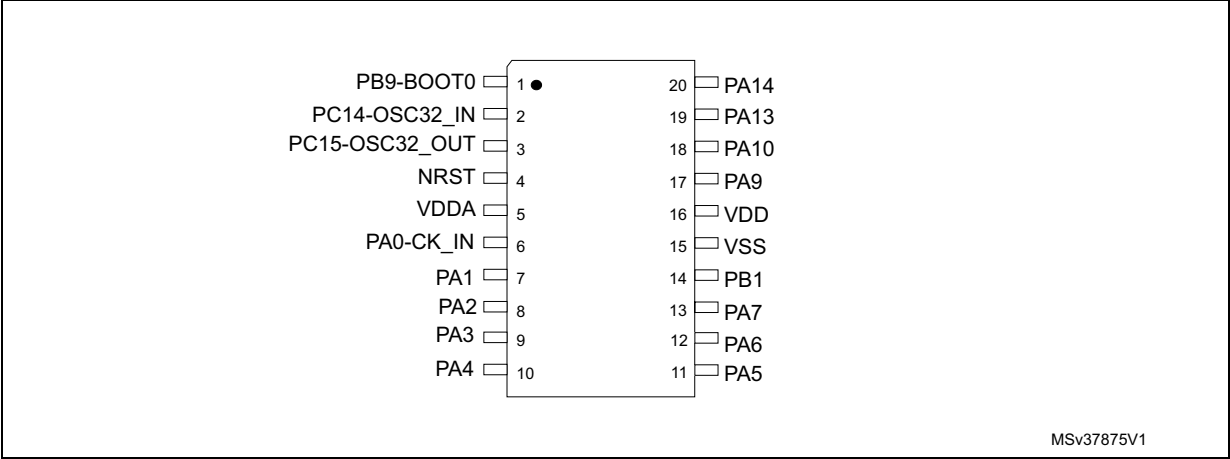 PB9-BOOT0 1 20 PA14
PC14-OSC32_IN 2 19 PA13
PC15-OSC32_OUT 3 18 PA10
NRST 4 17 PA9
VDDA 5 16 VDD
PA0-CK_IN 6 15 VSS
PA1 7 14 PB1
PA2 8 13 PA7
PA3 9 12 PA6
PA4 10 11 PA5
MSv37875V1